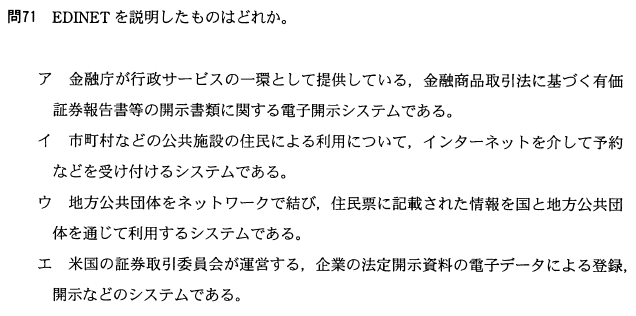 問71 EDINET を説明したものはどれか。
ア 金融庁が行政サービスの一環として提供している，金融商品取引法に基づく有価
証券報告書等の開示書類に関する電子開示システムである。
イ 市町村などの公共施設の住民による利用について，インターネットを介して予約
などを受け付けるシステムである。
ウ 地方公共団体をネットワークで結び，住民票に記載された情報を国と地方公共団
体を通じて利用するシステムである。
エ 米国の証券取引委員会が運営する，企業の法定開示資料の電子データによる登録，
開示などのシステムである。